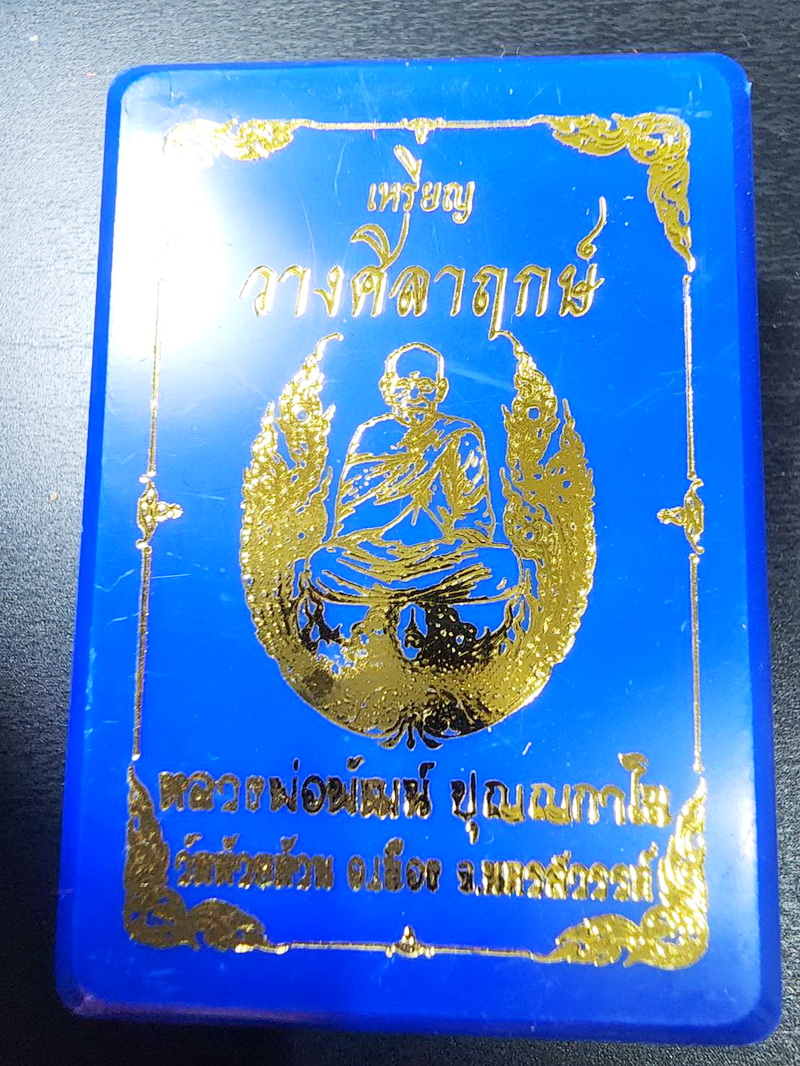 เหรียญ
วางศิลาฤกษ์
หลวงพ่อพัฒน์ ปุญญกาโม
วัดห้วยด้วน อ.เมือง จ.นครสวรรค์